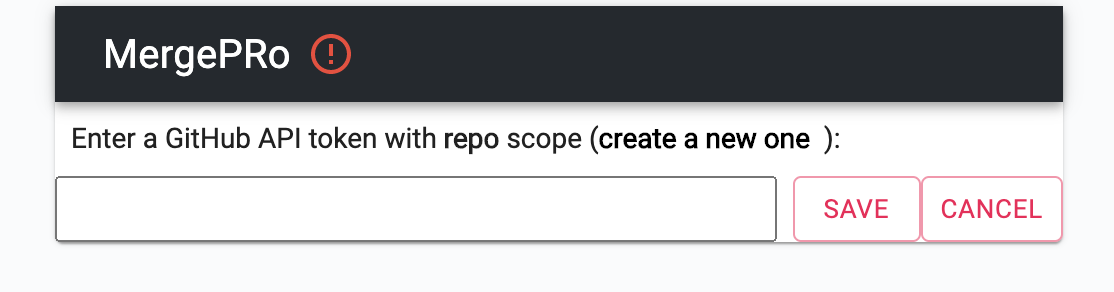 MergePRo
Enter a GitHub API token with repo scope (create a new one ):
SAVE CANCEL